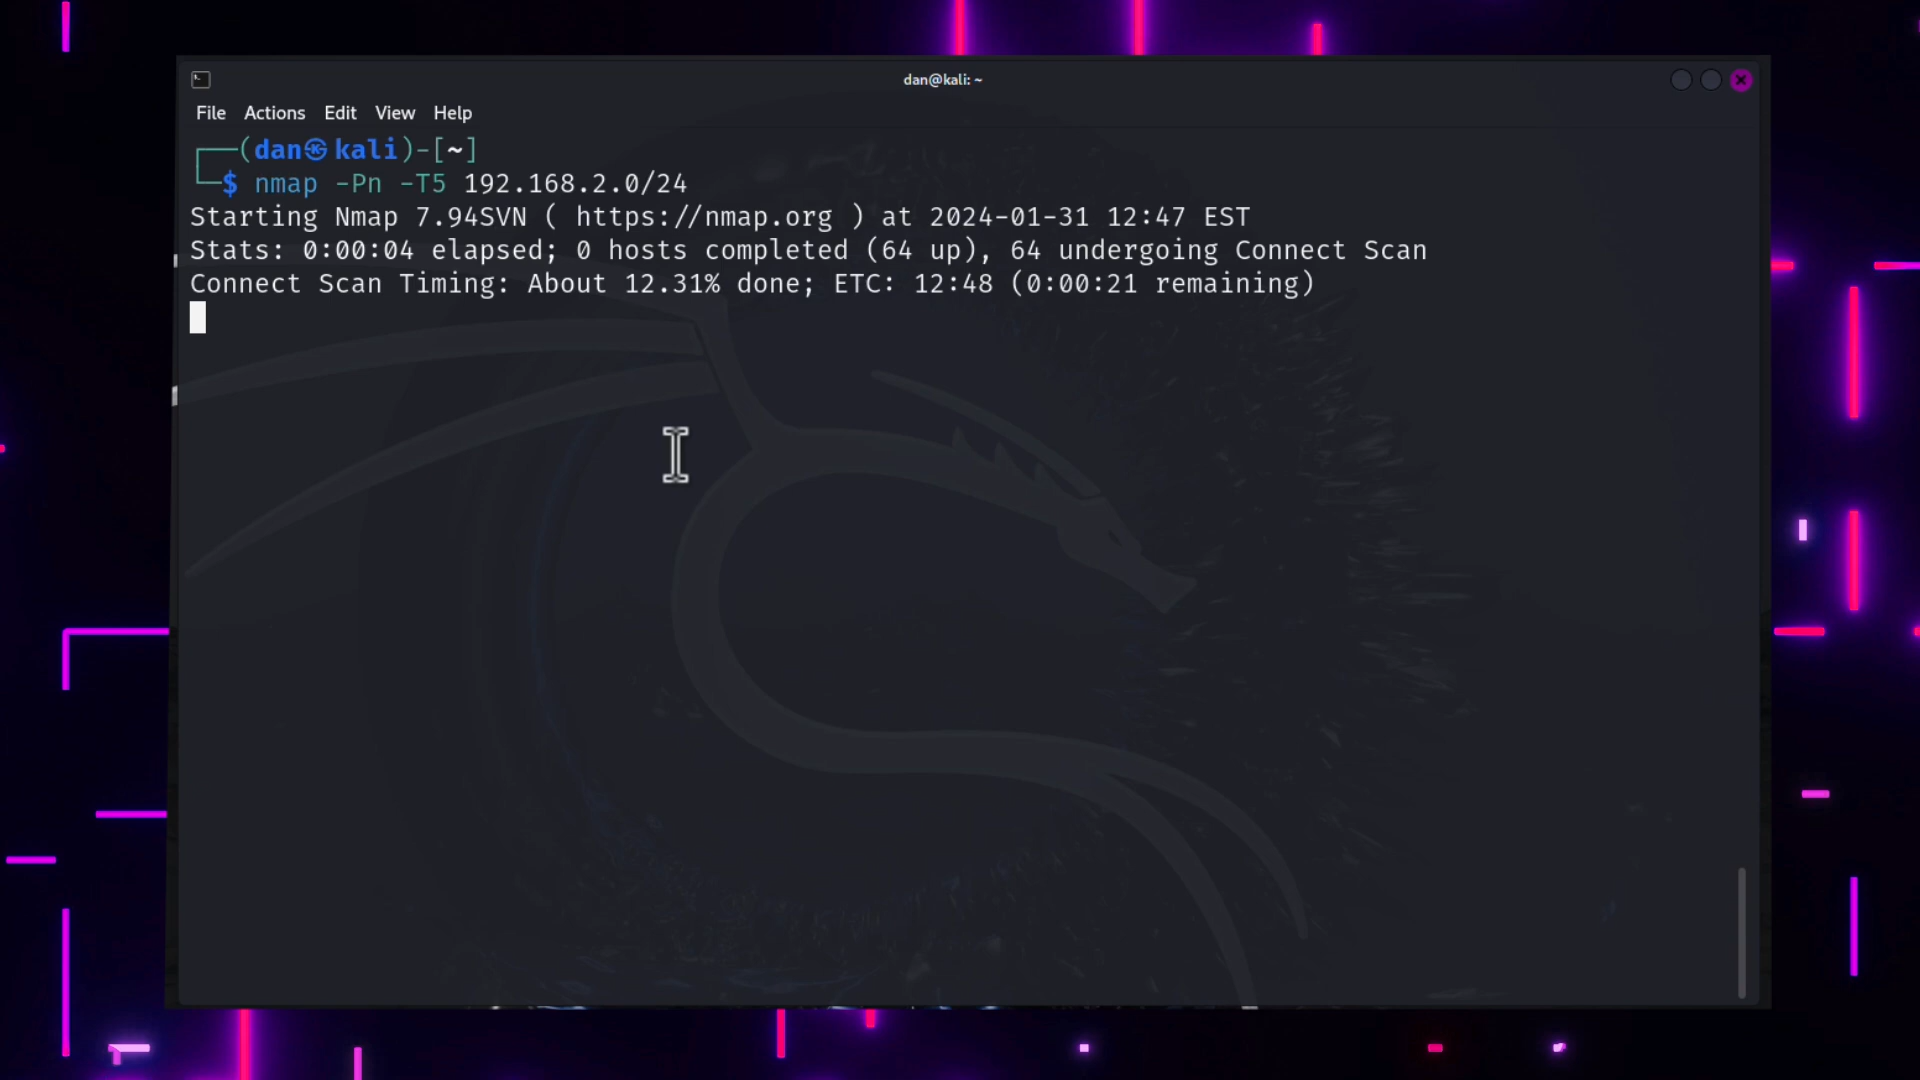 dan@kali: ~
File Actions Edit View Help
┌──(dan㉿kali)-[~]
└─$ nmap -Pn -T5 192.168.2.0/24
Starting Nmap 7.94SVN ( https://nmap.org ) at 2024-01-31 12:47 EST
Stats: 0:00:04 elapsed; 0 hosts completed (64 up), 64 undergoing Connect Scan
Connect Scan Timing: About 12.31% done; ETC: 12:48 (0:00:21 remaining)